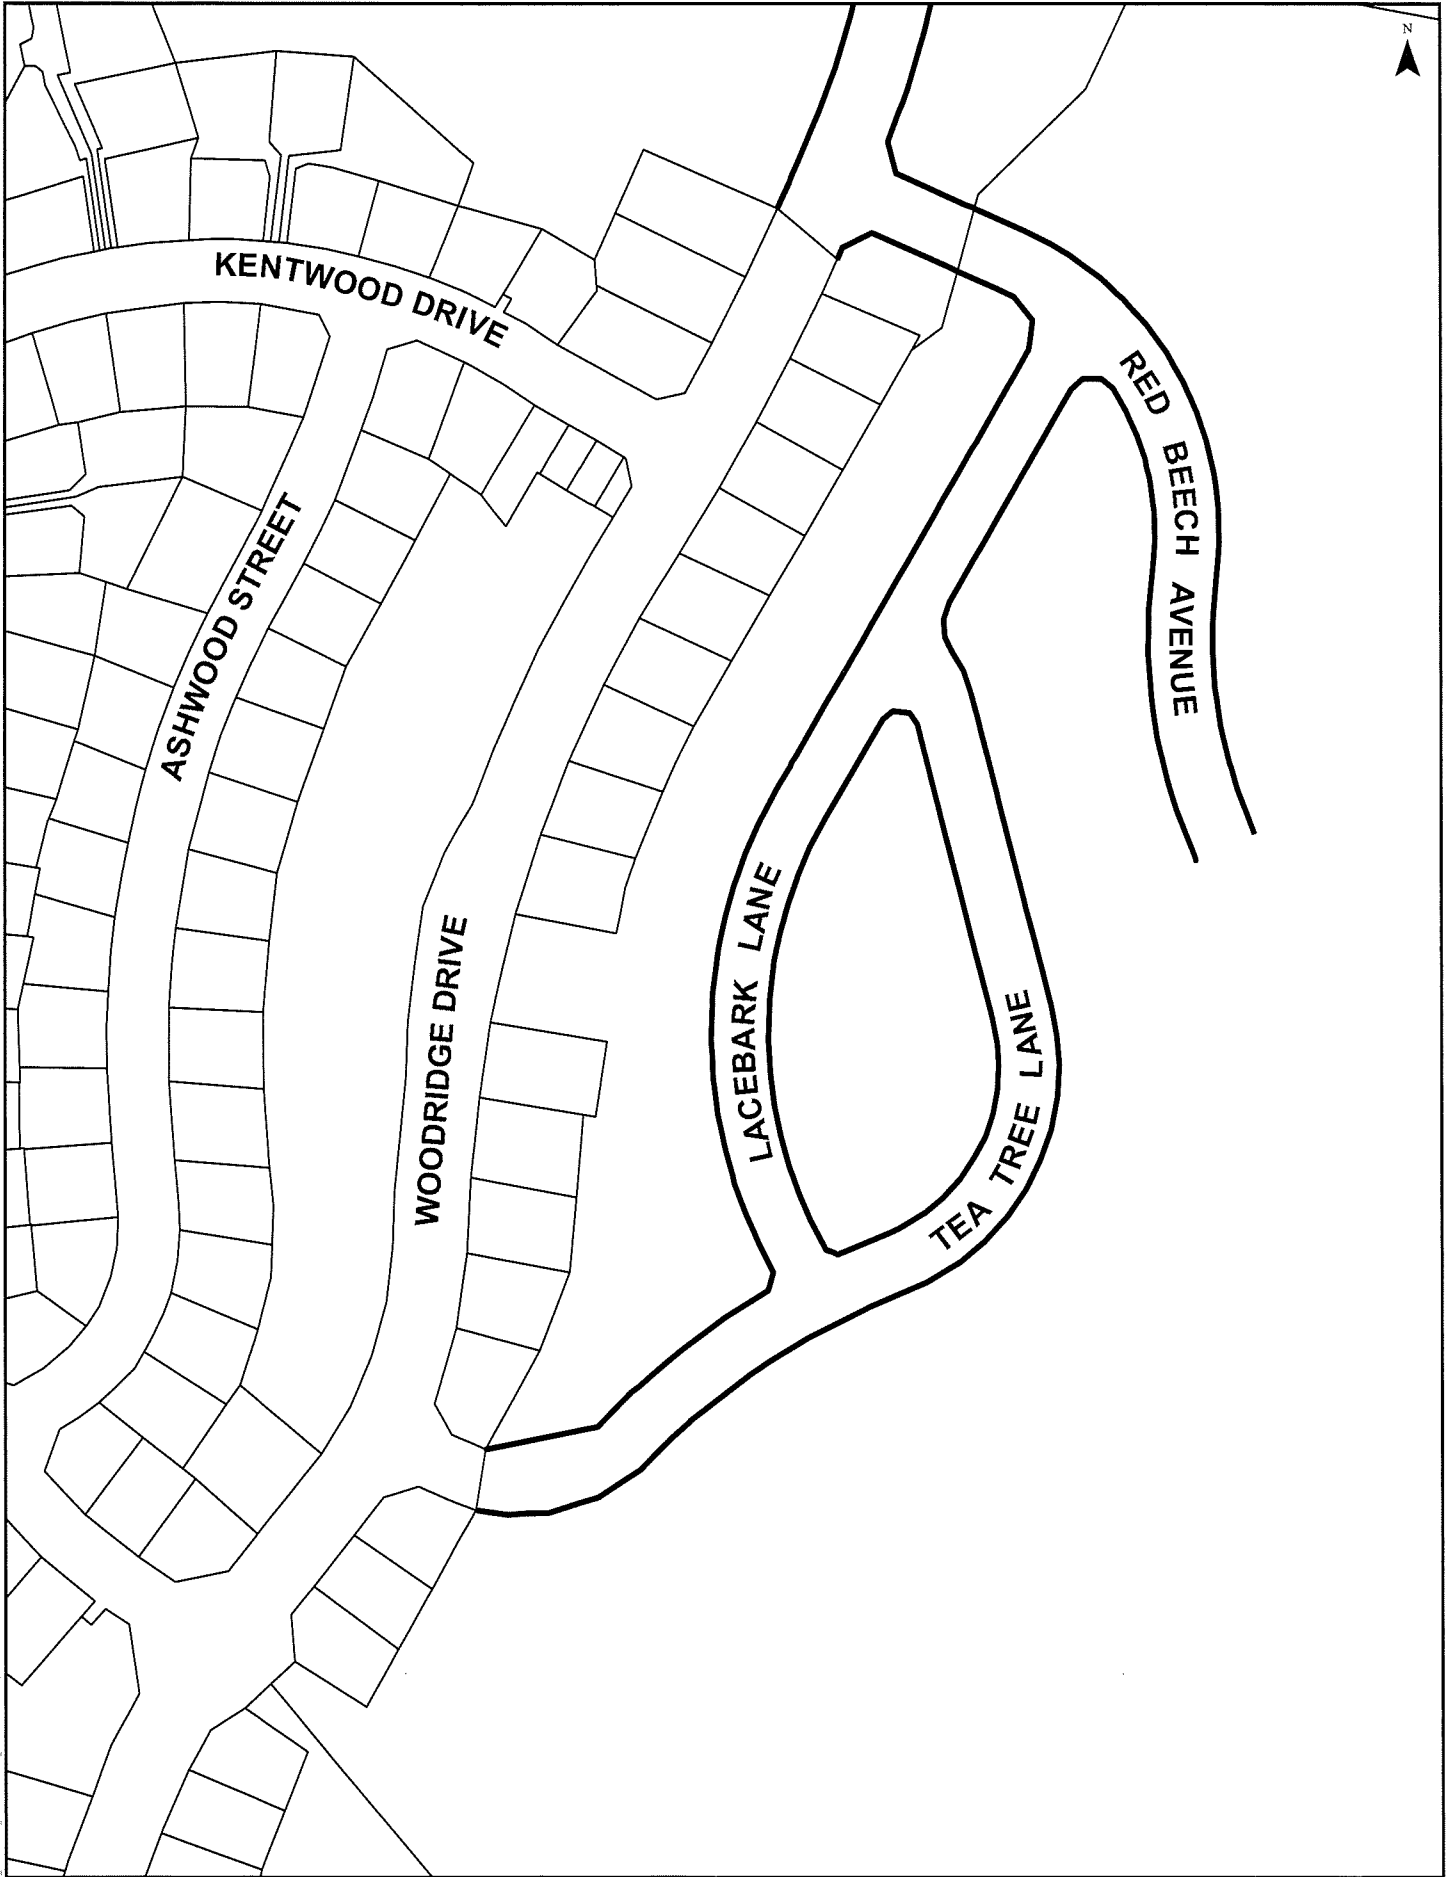 N
KENTWOOD DRIVE
RED BEECH AVENUE
ASHWOOD STREET
LACEBARK LANE
WOODRIDGE DRIVE
TEA TREE LANE